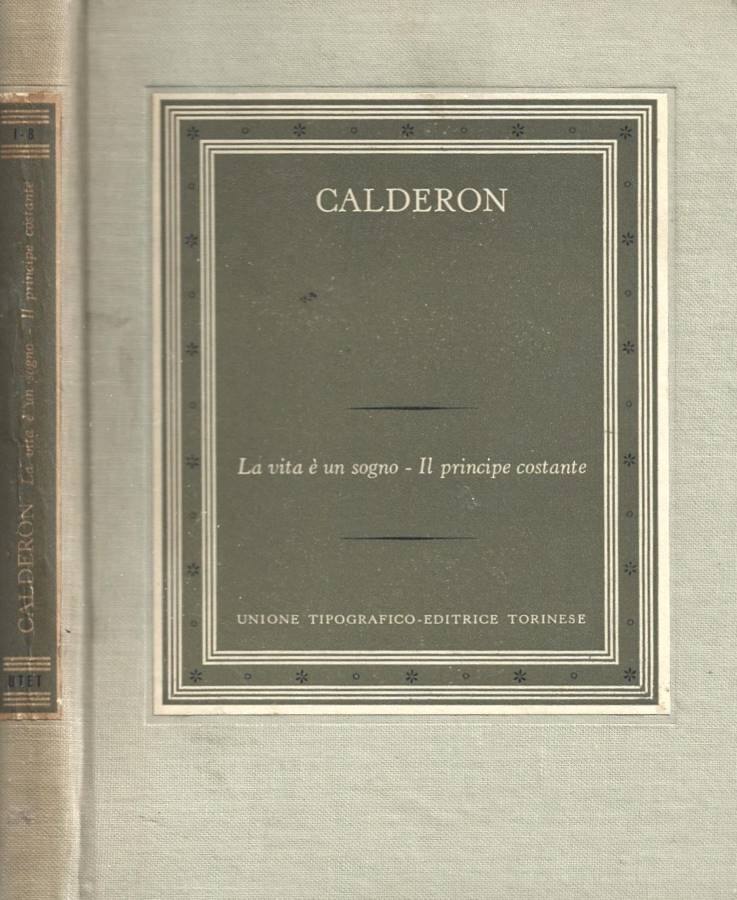 CALDERON
La vita è un sogno - Il principe costante
UNIONE TIPOGRAFICO-EDITRICE TORINESE
I-8
CALDERON La vita è un sogno - Il principe costante
UTET